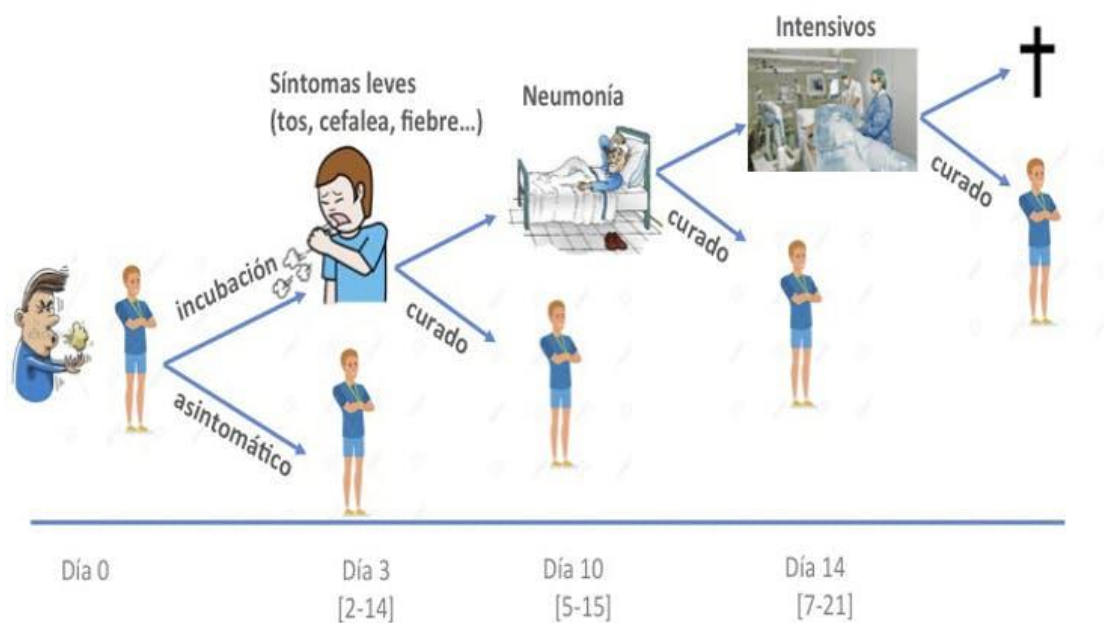 Intensivos
Síntomas leves
(tos, cefalea, fiebre...)
Neumonía
incubación
asintomático
curado
curado
curado
Día 0
Día 3
[2-14]
Día 10
[5-15]
Día 14
[7-21]